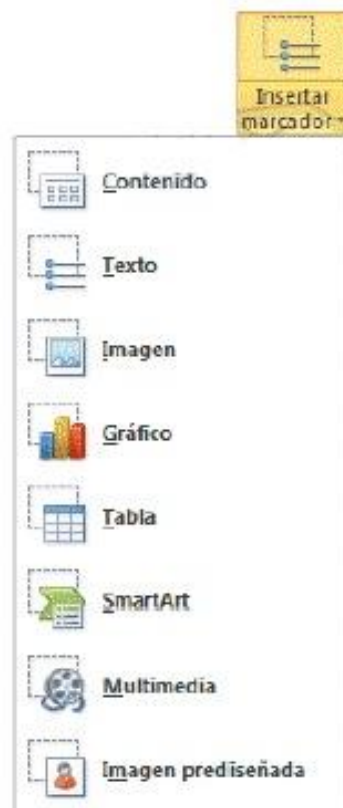 Insertar
marcador
Contenido
Texto
Imagen
Gráfico
Tabla
SmartArt
Multimedia
Imagen prediseñada